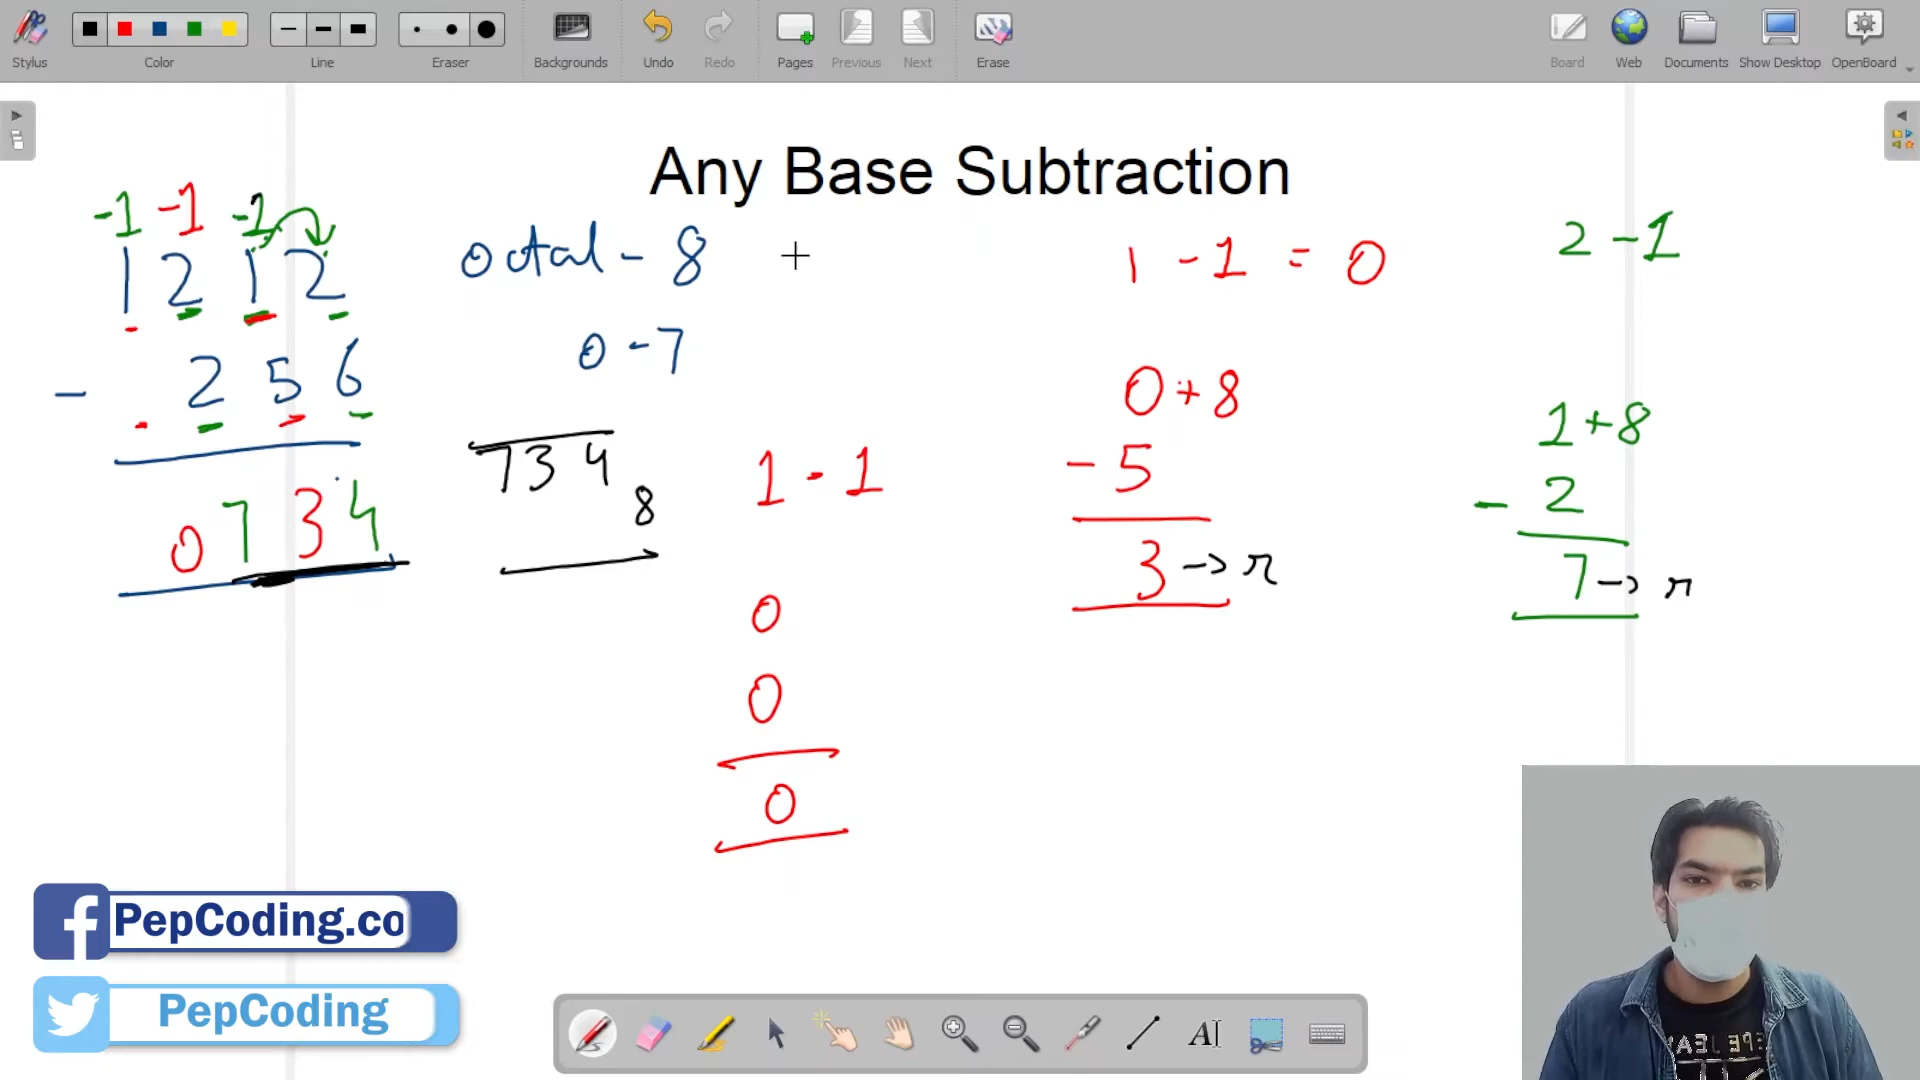 Stylus
Color
Line
Eraser
Backgrounds
Undo
Redo
Pages
Previous
Next
Erase
Board
Web
Documents
Show Desktop
OpenBoard
Any Base Subtraction
-1 -1 -1
1 2 1 2
- 2 5 6
0 7 3 4
octal - 8
0 - 7
734
8
1 - 1
0
0
0
1 - 1 = 0
0 + 8
- 5
3 -> r
2 - 1
1 + 8
- 2
7 -> r
PepCoding.co
PepCoding